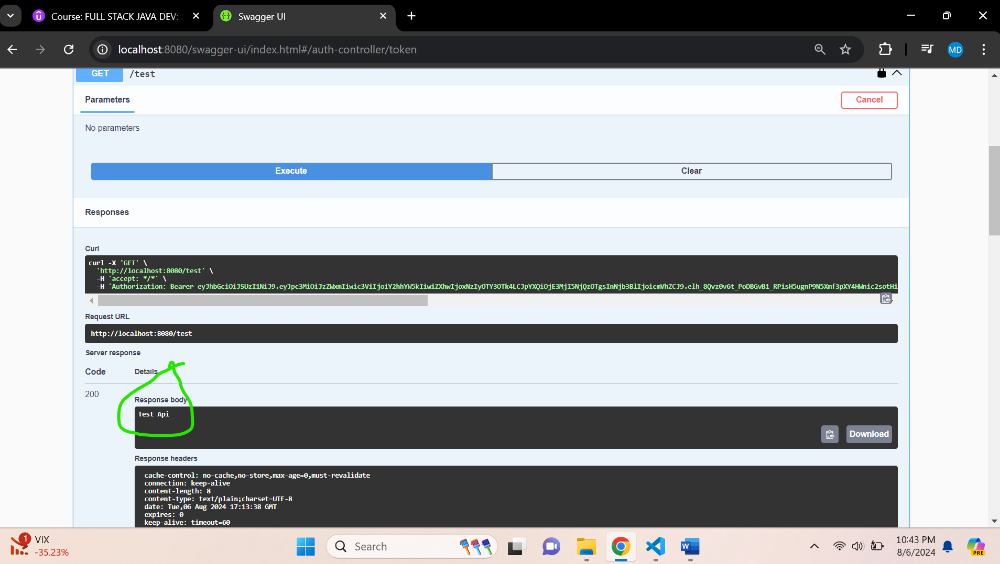 Course: FULL STACK JAVA DEV: J
Swagger UI
localhost:8080/swagger-ui/index.html#/auth-controller/token
MD
GET /test
Parameters
Cancel
No parameters
Execute
Clear
Responses
Curl
curl -X 'GET' \
'http://localhost:8080/test' \
-H 'accept: */*' \
-H 'Authorization: Bearer eyJhbGciOiJSUzI1NiJ9.eyJpc3MiOiJzZWxmIiwic3ViIjoiY2hhYW5kIiwiZXhwIjoxNzIyOTY3OTk4LCJpYXQiOjE3MjI5NjQzOTgsInNjb3BlIjoicmVhZCJ9.elh_8Qvz0v6t_PoDBGvB1_RPisH5ugnP9N5Xmf3pXY4HWnic2sotHi
Request URL
http://localhost:8080/test
Server response
Code Details
200
Response body
Test Api
Download
Response headers
cache-control: no-cache,no-store,max-age=0,must-revalidate
connection: keep-alive
content-length: 8
content-type: text/plain;charset=UTF-8
date: Tue,06 Aug 2024 17:13:38 GMT
expires: 0
keep-alive: timeout=60
1
VIX
-35.23%
Search
W
10:43 PM
8/6/2024
PRE